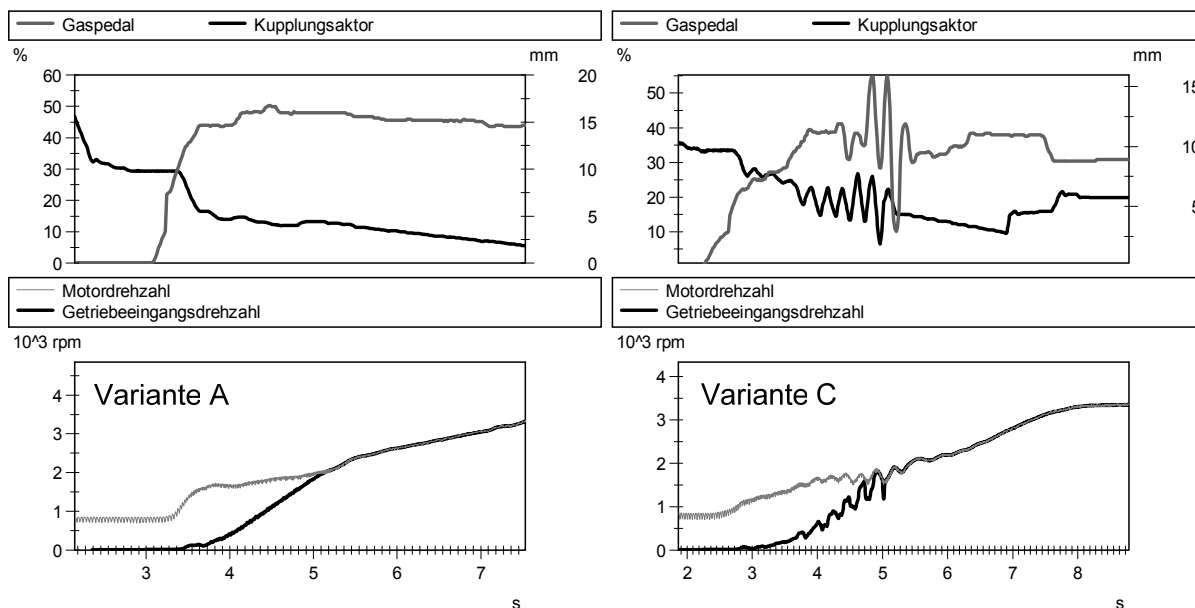 Gaspedal Kupplungsaktor
% mm
60 20
50
40 15
30 10
20
10 5
0 0
Motordrehzahl
Getriebeeingangsdrehzahl
10^3 rpm
4
3
2
1
0
Variante A
3 4 5 6 7
s
Gaspedal Kupplungsaktor
% mm
50 15
40
30 10
20
10 5
Motordrehzahl
Getriebeeingangsdrehzahl
10^3 rpm
4
3
2
1
0
Variante C
2 3 4 5 6 7 8
s